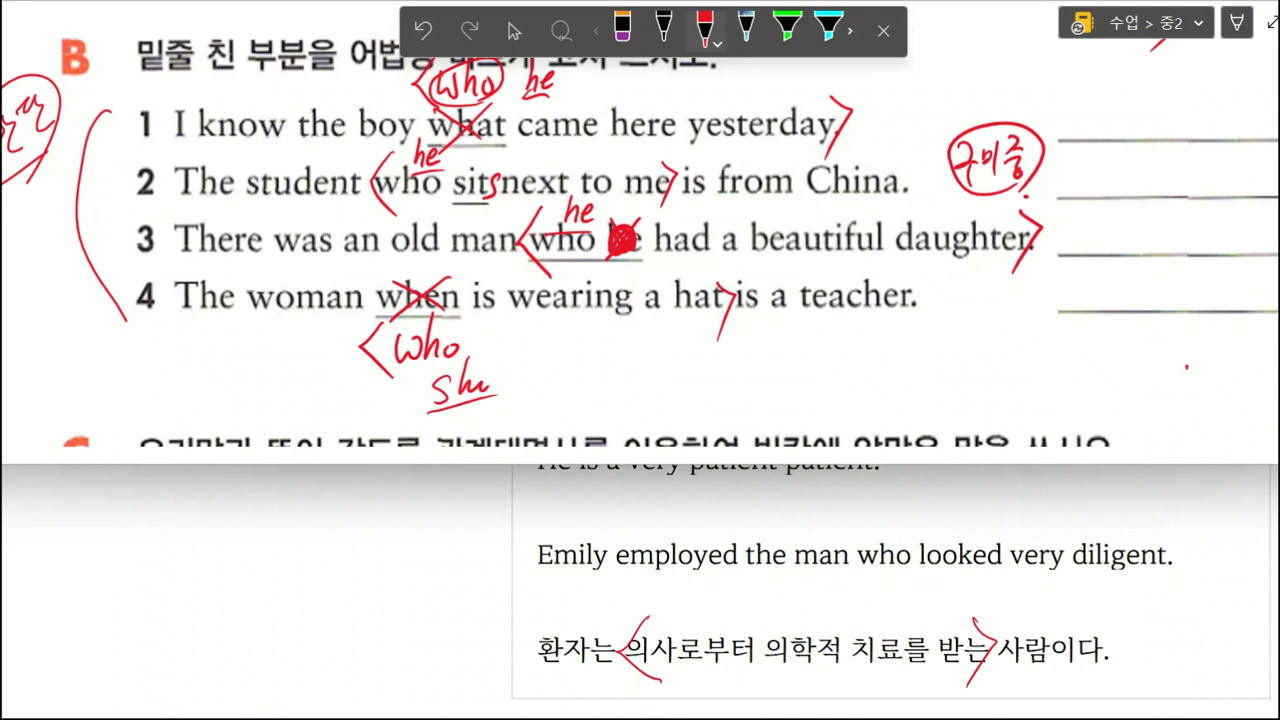 수업 > 중2
B 밑줄 친 부분을 어법상
who he
1 I know the boy what came here yesterday.
he
2 The student who sits next to me is from China.
구미중
he
3 There was an old man who he had a beautiful daughter.
4 The woman when is wearing a hat is a teacher.
who
she
He is a very patient patient.
Emily employed the man who looked very diligent.
환자는 의사로부터 의학적 치료를 받는 사람이다.